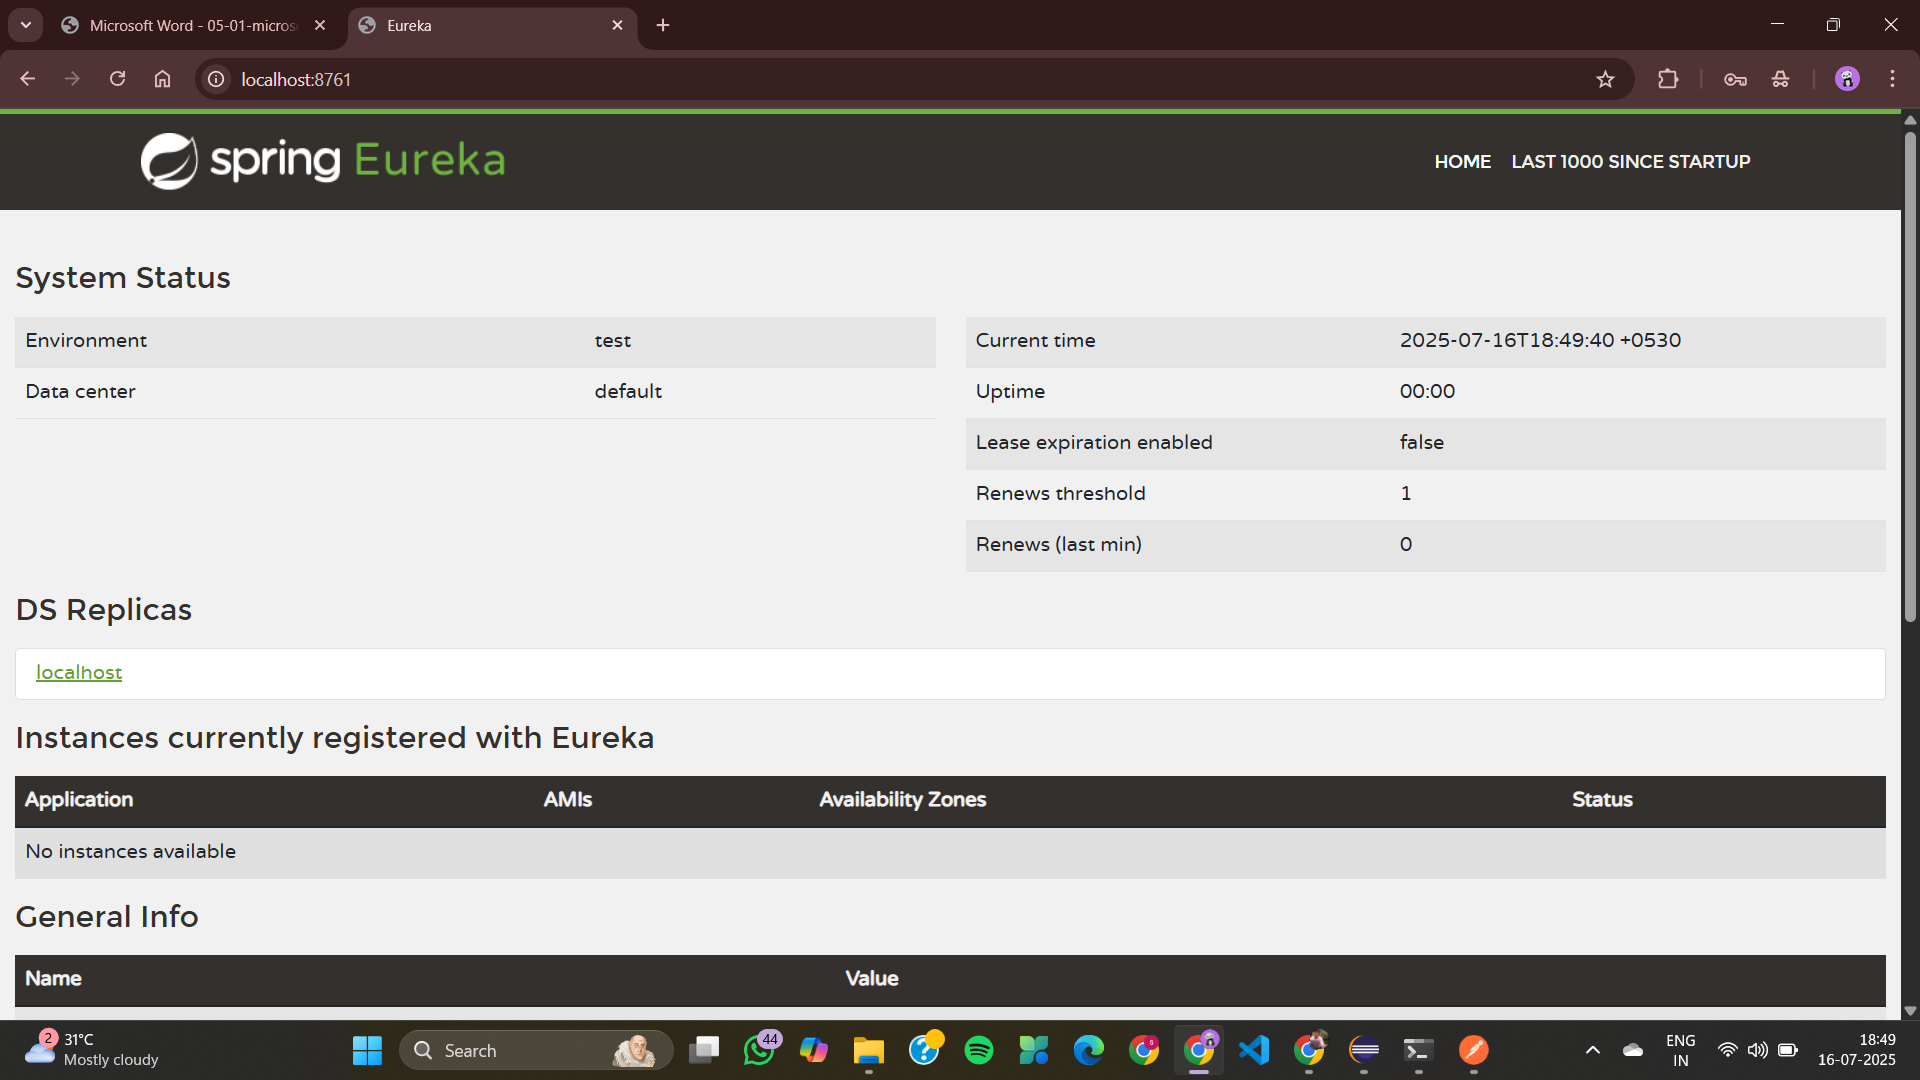 Microsoft Word - 05-01-micros
Eureka
localhost:8761
spring Eureka
HOME
LAST 1000 SINCE STARTUP
System Status
Environment test
Data center default
Current time 2025-07-16T18:49:40 +0530
Uptime 00:00
Lease expiration enabled false
Renews threshold 1
Renews (last min) 0
DS Replicas
localhost
Instances currently registered with Eureka
Application AMIs Availability Zones Status
No instances available
General Info
Name Value
2
31°C
Mostly cloudy
Search
44
S
ENG
IN
18:49
16-07-2025